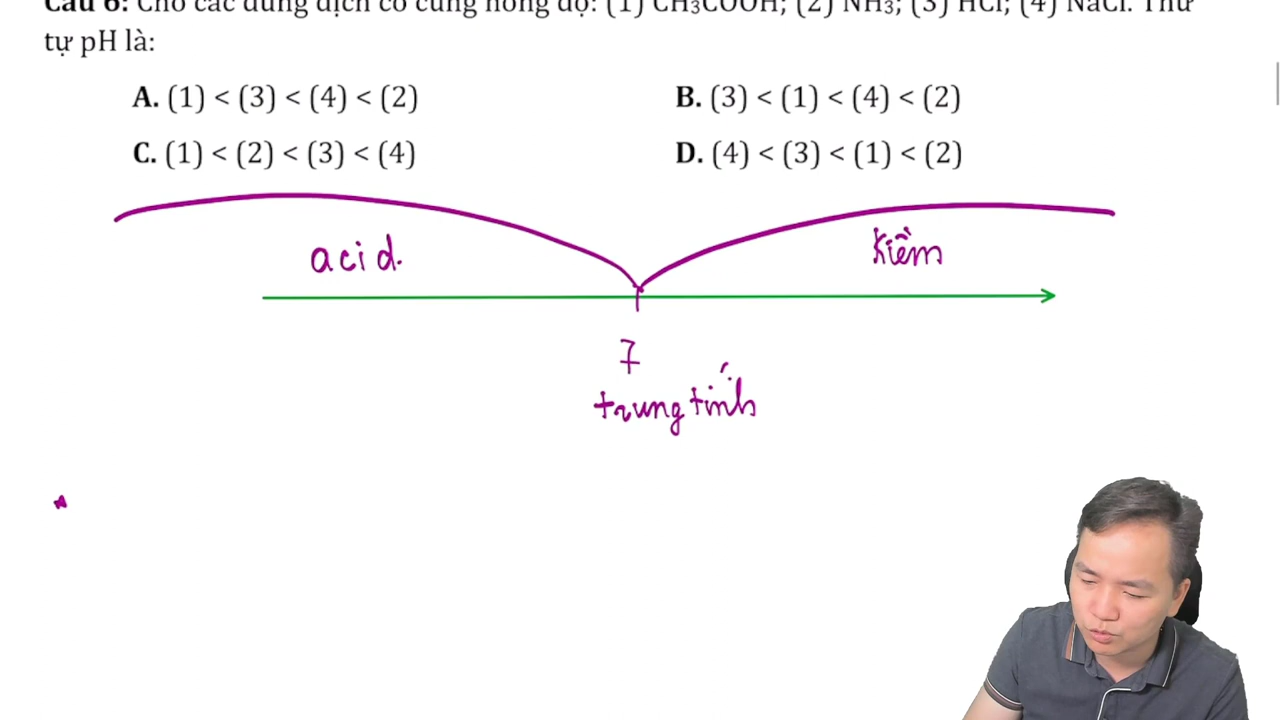 Câu 6: Cho các dung dịch có cùng nồng độ: (1) CH₃COOH; (2) NH₃; (3) HCl; (4) NaCl. Thứ
tự pH là:
A. (1) < (3) < (4) < (2)
B. (3) < (1) < (4) < (2)
C. (1) < (2) < (3) < (4)
D. (4) < (3) < (1) < (2)
acid.
kiềm
7
trung tính